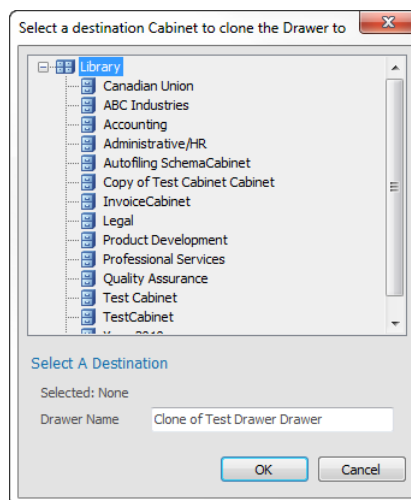 Select a destination Cabinet to clone the Drawer to
Library
Canadian Union
ABC Industries
Accounting
Administrative/HR
Autofiling SchemaCabinet
Copy of Test Cabinet Cabinet
InvoiceCabinet
Legal
Product Development
Professional Services
Quality Assurance
Test Cabinet
TestCabinet
Select A Destination
Selected: None
Drawer Name Clone of Test Drawer Drawer
OK Cancel